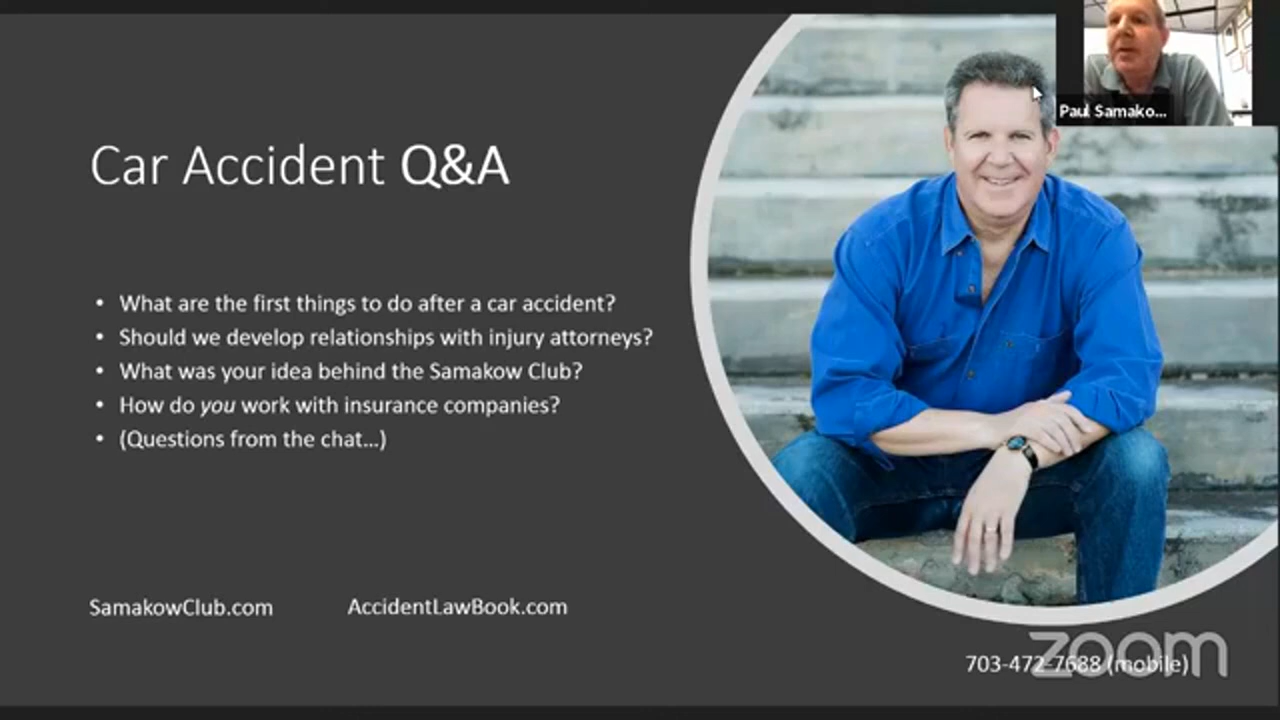 Paul Samako...
Car Accident Q&A
• What are the first things to do after a car accident?
• Should we develop relationships with injury attorneys?
• What was your idea behind the Samakow Club?
• How do you work with insurance companies?
• (Questions from the chat...)
SamakowClub.com
AccidentLawBook.com
703-472-7688 (mobile)
zoom